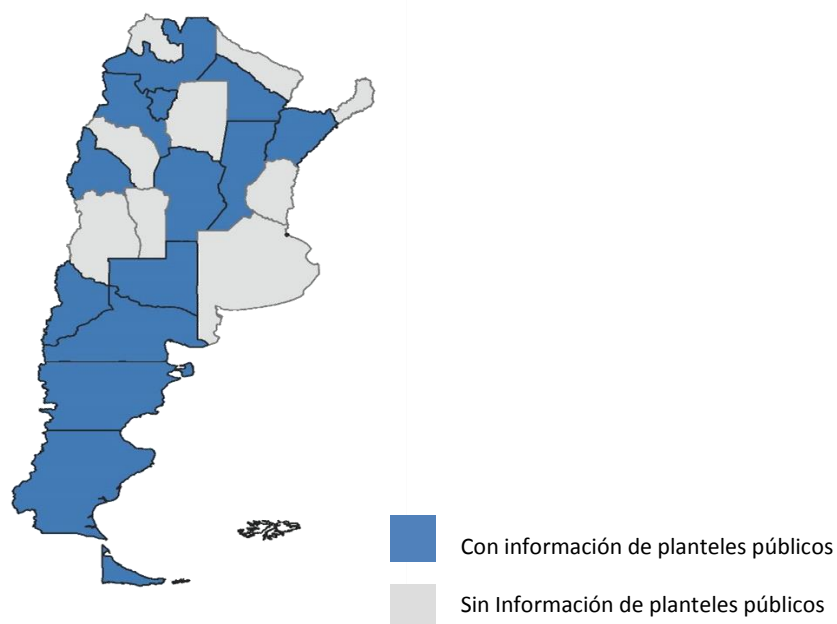 Con información de planteles públicos
Sin Información de planteles públicos